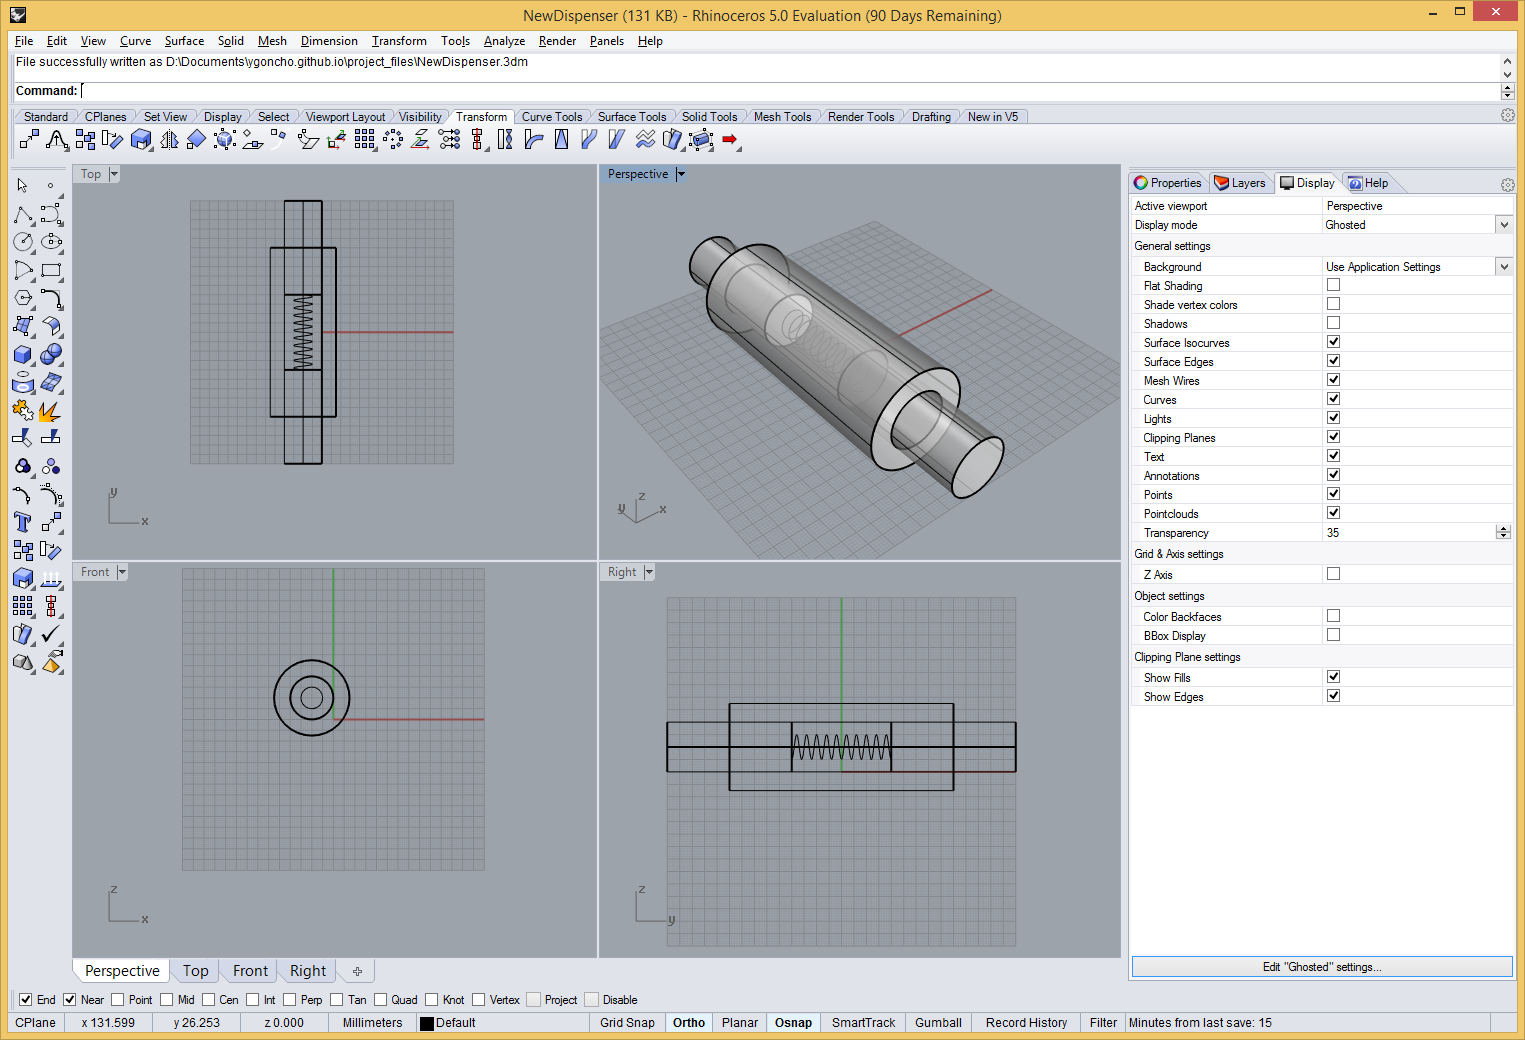 NewDispenser (131 KB) - Rhinoceros 5.0 Evaluation (90 Days Remaining)
File Edit View Curve Surface Solid Mesh Dimension Transform Tools Analyze Render Panels Help
File successfully written as D:\Documents\ygoncho.github.io\project_files\NewDispenser.3dm
Command:
Standard CPlanes Set View Display Select Viewport Layout Visibility Transform Curve Tools Surface Tools Solid Tools Mesh Tools Render Tools Drafting New in V5
Top
y
x
Perspective
z
y
x
Front
z
x
Right
z
y
Properties Layers Display Help
Active viewport Perspective
Display mode Ghosted
General settings
Background Use Application Settings
Flat Shading
Shade vertex colors
Shadows
Surface Isocurves
Surface Edges
Mesh Wires
Curves
Lights
Clipping Planes
Text
Annotations
Points
Pointclouds
Transparency 35
Grid & Axis settings
Z Axis
Object settings
Color Backfaces
BBox Display
Clipping Plane settings
Show Fills
Show Edges
Edit "Ghosted" settings...
Perspective Top Front Right
End Near Point Mid Cen Int Perp Tan Quad Knot Vertex Project Disable
CPlane x 131.599 y 26.253 z 0.000 Millimeters Default Grid Snap Ortho Planar Osnap SmartTrack Gumball Record History Filter Minutes from last save: 15